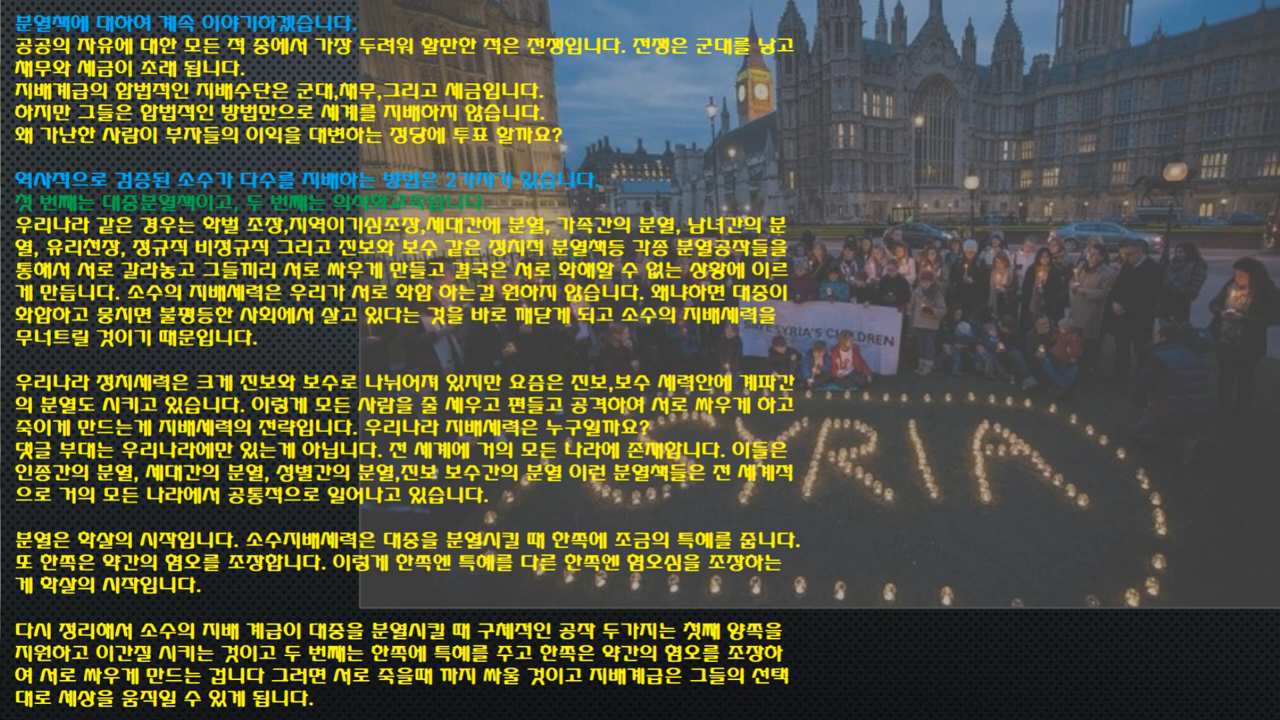 분열책에 대하여 계속 이야기하겠습니다.
공공의 자유에 대한 모든 적 중에서 가장 두려워 할만한 적은 전쟁입니다. 전쟁은 군대를 낳고
채무와 세금이 초래 됩니다.
지배계급의 합법적인 지배수단은 군대,채무,그리고 세금입니다.
하지만 그들은 합법적인 방법만으로 세계를 지배하지 않습니다.
왜 가난한 사람이 부자들의 이익을 대변하는 정당에 투표 할까요?
역사적으로 검증된 소수가 다수를 지배하는 방법은 2가지가 있습니다.
첫 번째는 대중분열책이고, 두 번째는 의식화교육입니다.
우리나라 같은 경우는 학벌 조장,지역이기심조장,세대간에 분열, 가족간의 분열, 남녀간의 분
열, 유리천장, 정규직 비정규직 그리고 진보와 보수 같은 정치적 분열책등 각종 분열공작들을
통해서 서로 갈라놓고 그들끼리 서로 싸우게 만들고 결국은 서로 화해할 수 없는 상황에 이르
게 만듭니다. 소수의 지배세력은 우리가 서로 화합 하는걸 원하지 않습니다. 왜냐하면 대중이
화합하고 뭉치면 불평등한 사회에서 살고 있다는 것을 바로 깨닫게 되고 소수의 지배세력을
무너트릴 것이기 때문입니다.
우리나라 정치세력은 크게 진보와 보수로 나뉘어져 있지만 요즘은 진보,보수 세력안에 계파간
의 분열도 시키고 있습니다. 이렇게 모든 사람을 줄 세우고 편들고 공격하여 서로 싸우게 하고
죽이게 만드는게 지배세력의 전략입니다. 우리나라 지배세력은 누구일까요?
댓글 부대는 우리나라에만 있는게 아닙니다. 전 세계에 거의 모든 나라에 존재합니다. 이들은
인종간의 분열, 세대간의 분열, 성별간의 분열,진보 보수간의 분열 이런 분열책들은 전 세계적
으로 거의 모든 나라에서 공통적으로 일어나고 있습니다.
분열은 학살의 시작입니다. 소수지배세력은 대중을 분열시킬 때 한쪽에 조금의 특혜를 줍니다.
또 한쪽은 약간의 혐오를 조장합니다. 이렇게 한쪽엔 특혜를 다른 한쪽엔 혐오심을 조장하는
게 학살의 시작입니다.
다시 정리해서 소수의 지배 계급이 대중을 분열시킬 때 구체적인 공작 두가지는 첫째 양쪽을
지원하고 이간질 시키는 것이고 두 번째는 한쪽에 특혜를 주고 한쪽은 약간의 혐오를 조장하
여 서로 싸우게 만드는 겁니다 그러면 서로 죽을때 까지 싸울 것이고 지배계급은 그들의 선택
대로 세상을 움직일 수 있게 됩니다.
SYRIA'S CHILDREN
SYRIA